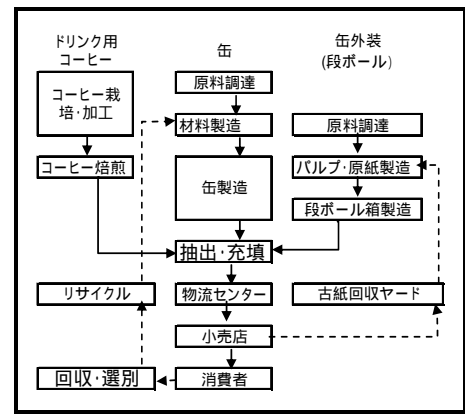 ドリンク用
コーヒー
缶
缶外装
(段ボール)
コーヒー栽
培・加工
原料調達
材料製造
原料調達
コーヒー焙煎
缶製造
パルプ・原紙製造
段ボール箱製造
抽出・充填
リサイクル
物流センター
古紙回収ヤード
小売店
回収・選別
消費者